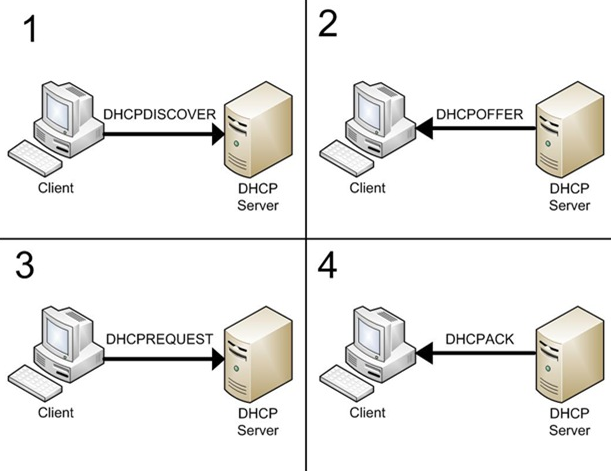 1
DHCPDISCOVER
Client
DHCP
Server
2
DHCPOFFER
Client
DHCP
Server
3
DHCPREQUEST
Client
DHCP
Server
4
DHCPACK
Client
DHCP
Server